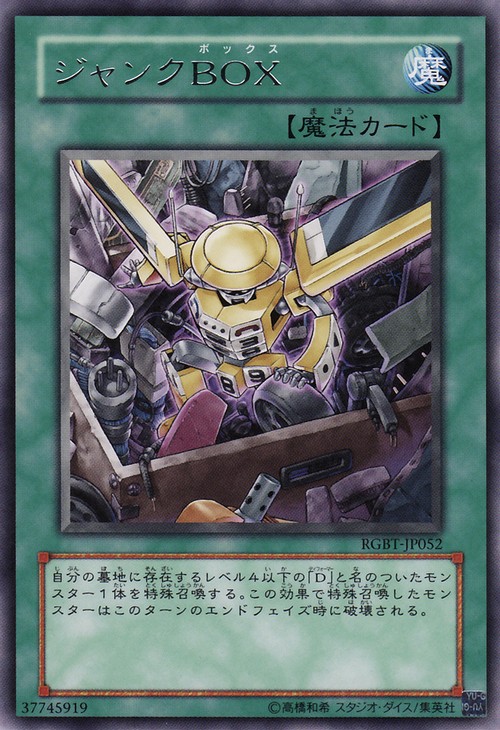 ボックス
ジャンクBOX
魔
まほう
【魔法カード】
8 9
RGBT-JP052
自分の墓地に存在するレベル4以下の「D」と名のついたモン
スター1体を特殊召喚する。この効果で特殊召喚したモン
スターはこのターンのエンドフェイズ時に破壊される。
37745919
©高橋和希 スタジオ・ダイス/集英社